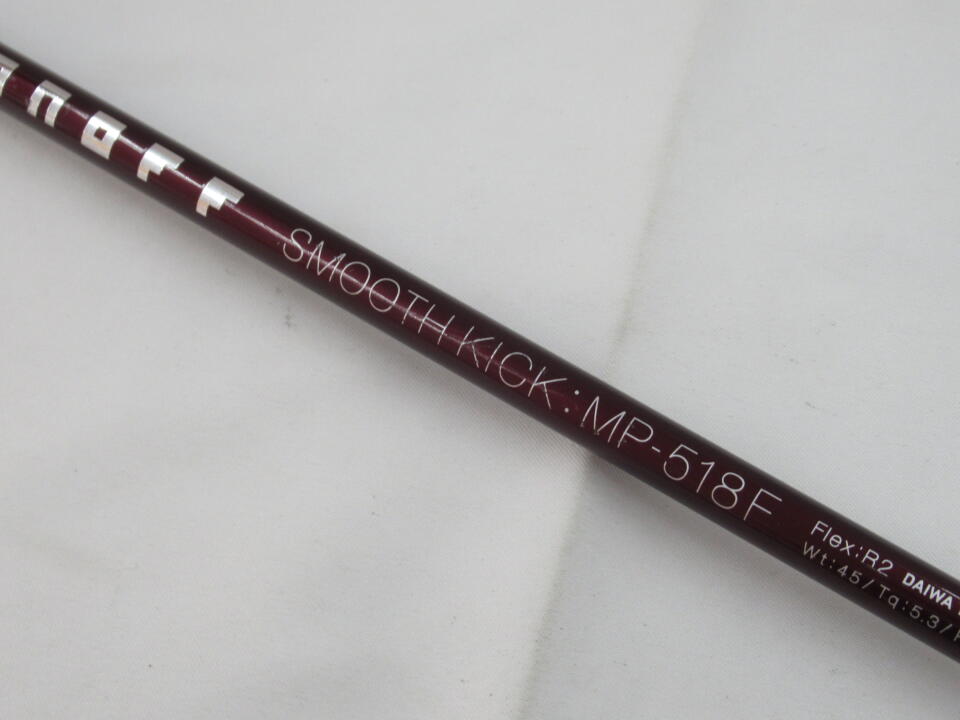 SMOOTH KICK: MP-518F
Flex:R2 DAIWA
Wt:45/Tq:5.3/